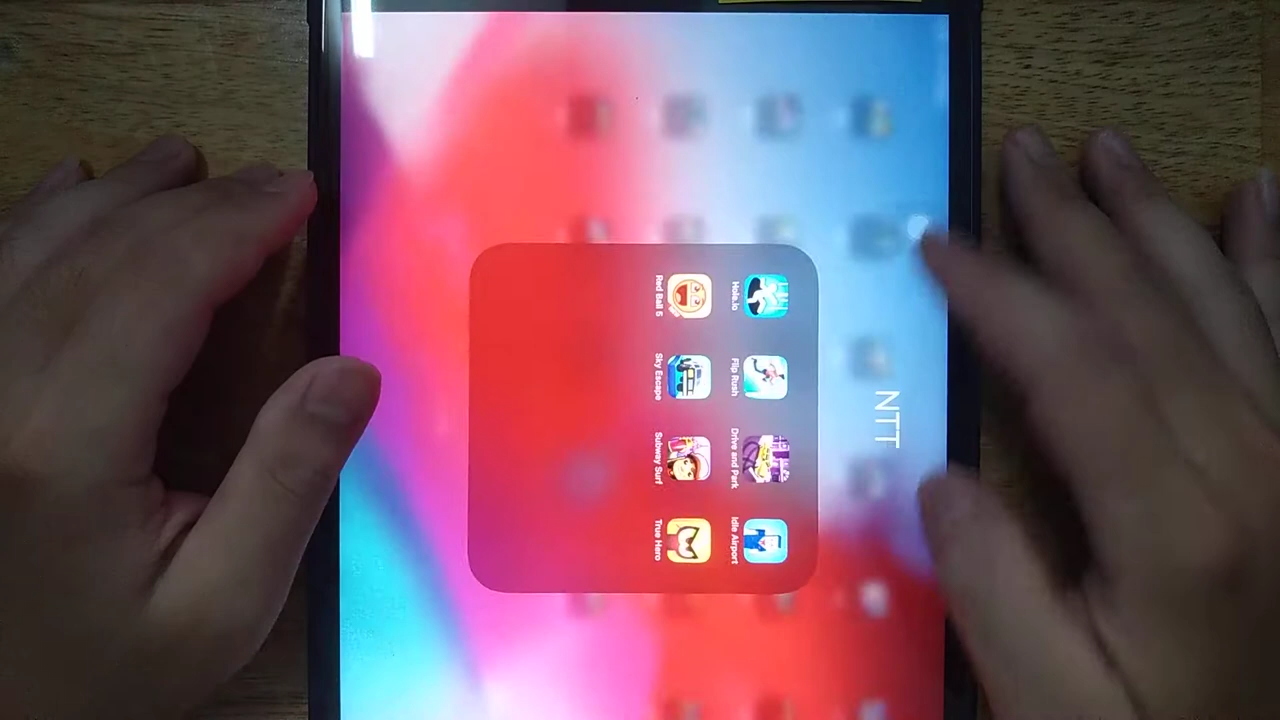 NTT
Hole.io
Flip Rush
Drive and Park
Idle Airport
Red Ball 5
Sky Escape
Subway Surf
True Hero